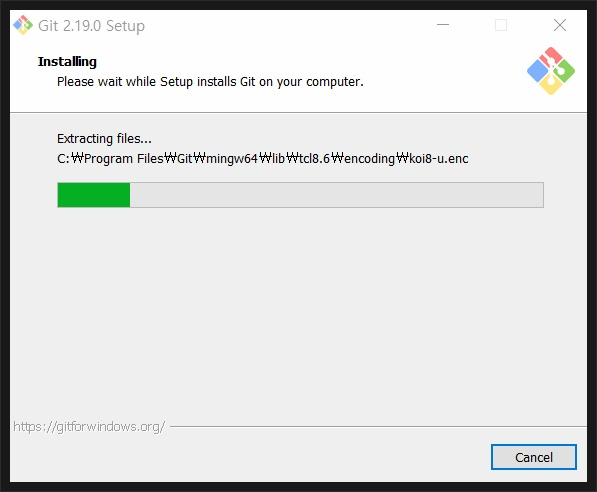 Git 2.19.0 Setup
Installing
Please wait while Setup installs Git on your computer.
Extracting files...
C:₩Program Files₩Git₩mingw64₩lib₩tcl8.6₩encoding₩koi8-u.enc
https://gitforwindows.org/
Cancel